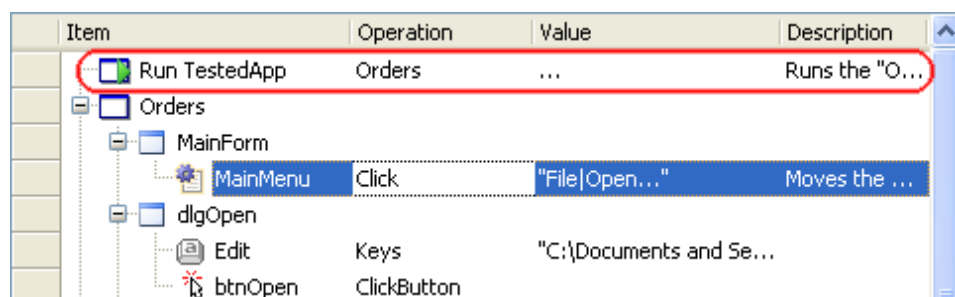 Item Operation Value Description
Run TestedApp Orders ... Runs the "O...
Orders
MainForm
MainMenu Click "File|Open..." Moves the ...
dlgOpen
Edit Keys "C:\Documents and Se...
btnOpen ClickButton